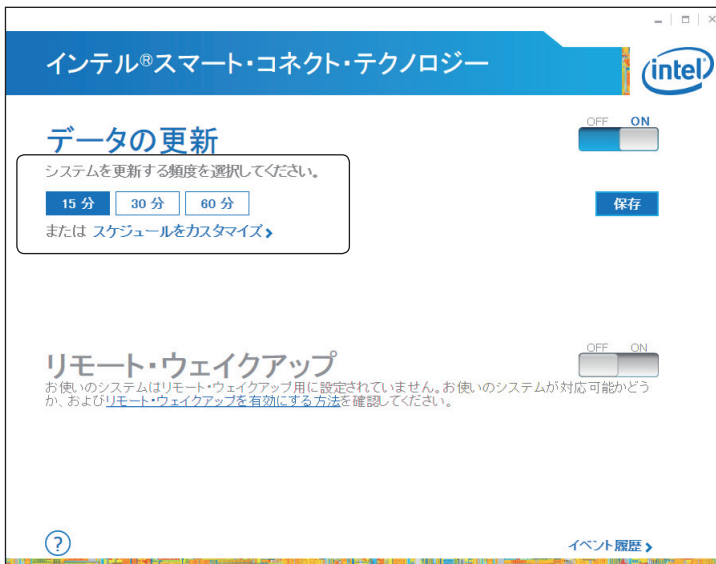 インテル®スマート・コネクト・テクノロジー
intel
データの更新
OFF ON
システムを更新する頻度を選択してください。
15 分 30 分 60 分
保存
または スケジュールをカスタマイズ
リモート・ウェイクアップ
OFF ON
お使いのシステムはリモート・ウェイクアップ用に設定されていません。お使いのシステムが対応可能かどう
か、およびリモート・ウェイクアップを有効にする方法を確認してください。
?
イベント履歴